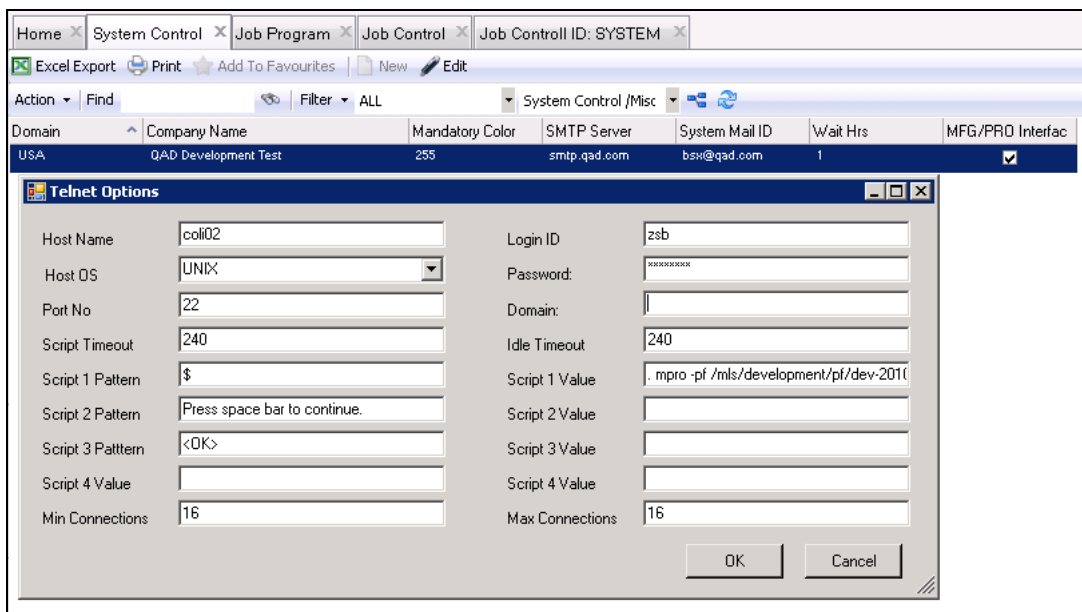 Home System Control Job Program Job Control Job Controll ID: SYSTEM
Excel Export Print Add To Favourites New Edit
Action Find Filter ALL System Control /Misc
Domain Company Name Mandatory Color SMTP Server System Mail ID Wait Hrs MFG/PRO Interfac
USA QAD Development Test 255 smtp.qad.com bsx@qad.com 1
Telnet Options
Host Name coli02 Login ID zsb
Host OS UNIX Password: ********
Port No 22 Domain:
Script Timeout 240 Idle Timeout 240
Script 1 Pattern $ Script 1 Value . mpro -pf /mls/development/pf/dev-2010
Script 2 Pattern Press space bar to continue. Script 2 Value
Script 3 Patttern <OK> Script 3 Value
Script 4 Value Script 4 Value
Min Connections 16 Max Connections 16
OK Cancel